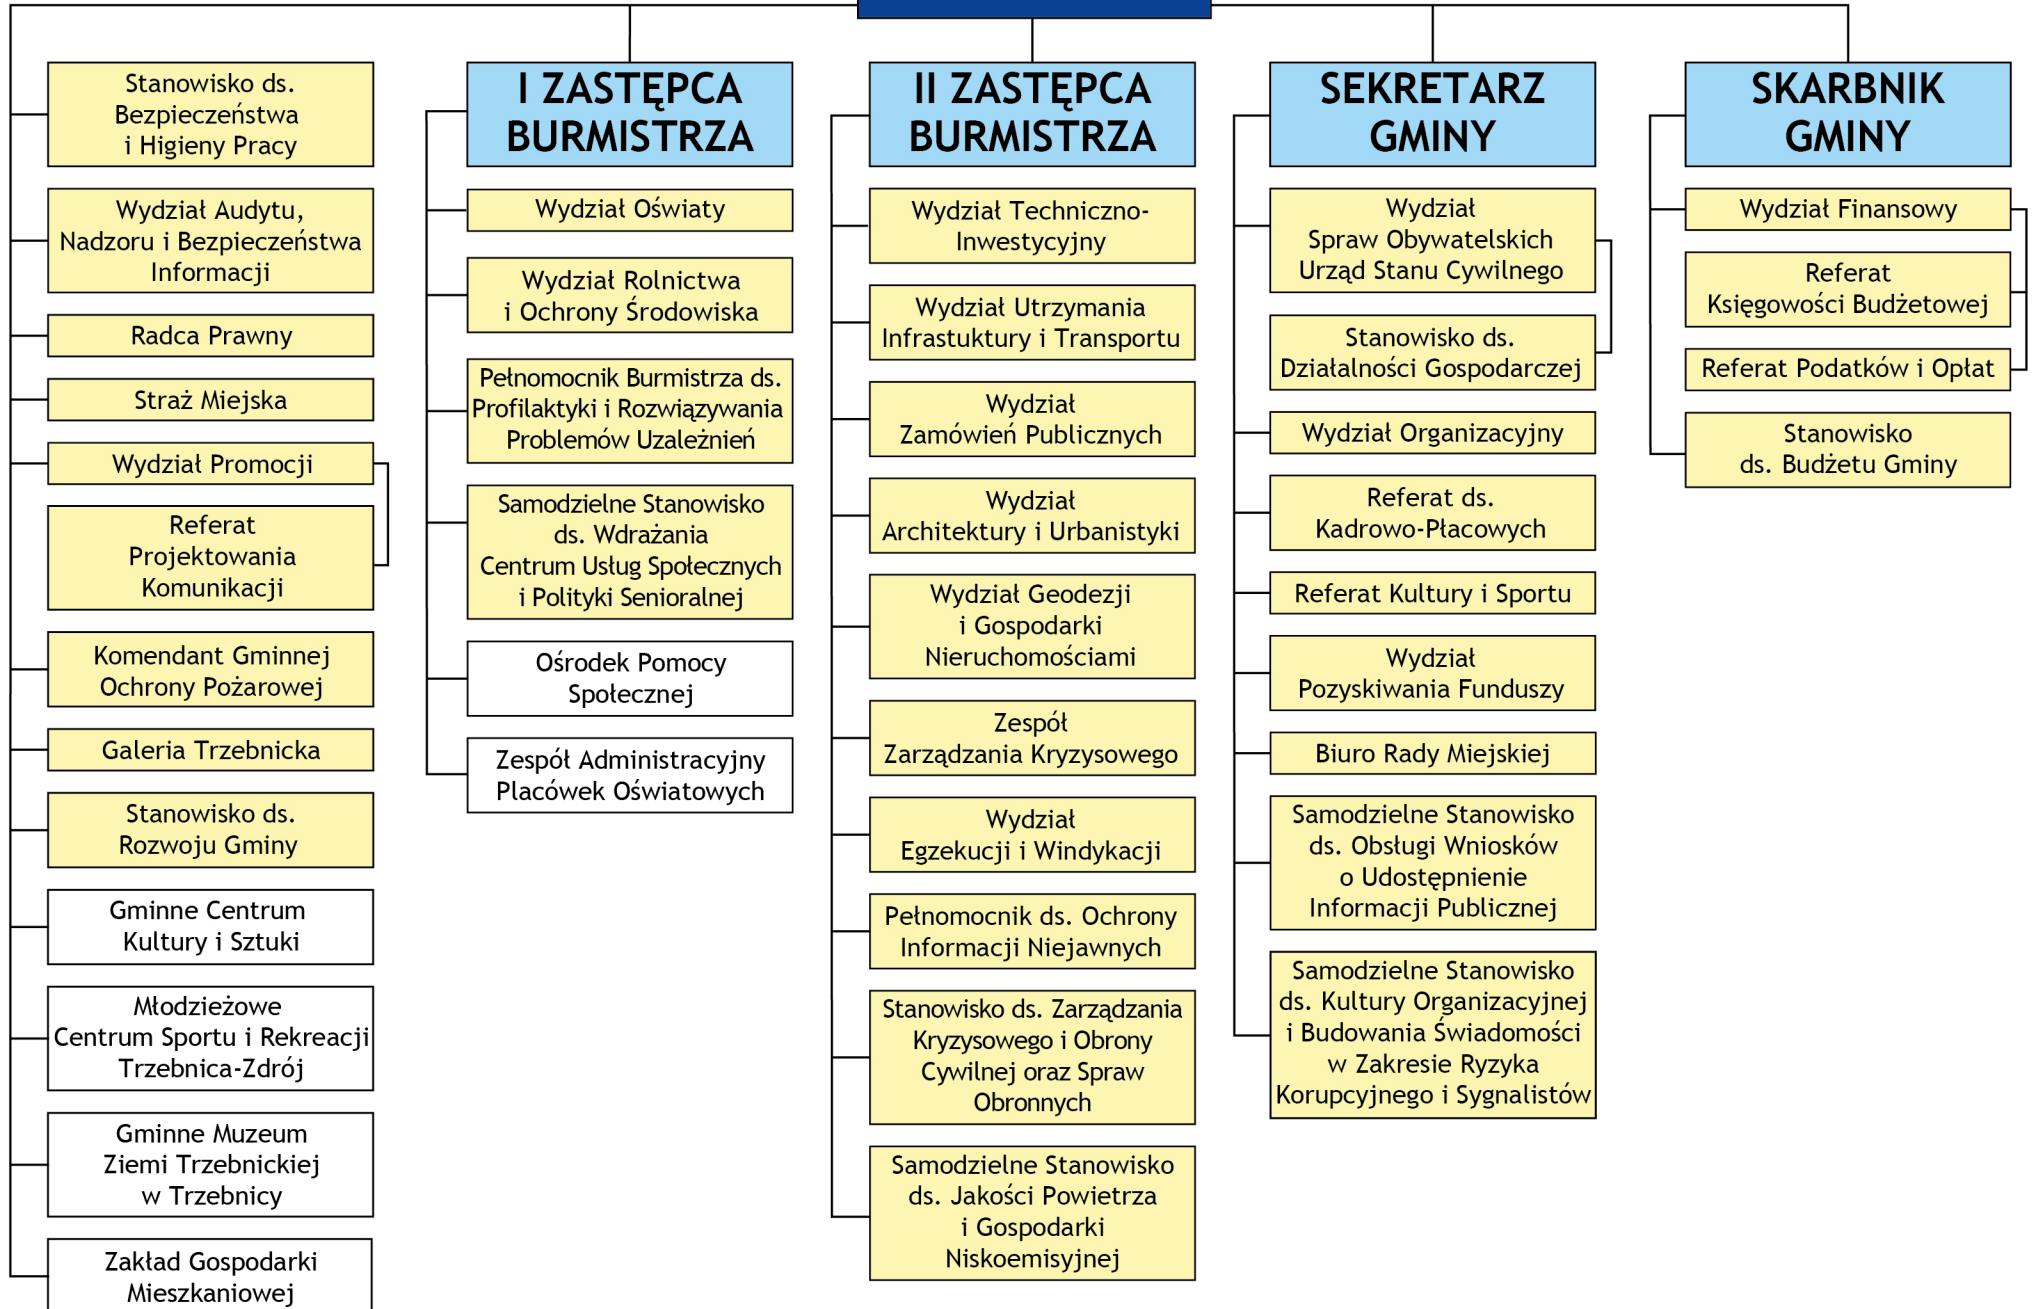 Stanowisko ds.
Bezpieczeństwa
i Higieny Pracy
Wydział Audytu,
Nadzoru i Bezpieczeństwa
Informacji
Radca Prawny
Straż Miejska
Wydział Promocji
Referat
Projektowania
Komunikacji
Komendant Gminnej
Ochrony Pożarowej
Galeria Trzebnicka
Stanowisko ds.
Rozwoju Gminy
Gminne Centrum
Kultury i Sztuki
Młodzieżowe
Centrum Sportu i Rekreacji
Trzebnica-Zdrój
Gminne Muzeum
Ziemi Trzebnickiej
w Trzebnicy
Zakład Gospodarki
Mieszkaniowej
I ZASTĘPCA
BURMISTRZA
Wydział Oświaty
Wydział Rolnictwa
i Ochrony Środowiska
Pełnomocnik Burmistrza ds.
Profilaktyki i Rozwiązywania
Problemów Uzależnień
Samodzielne Stanowisko
ds. Wdrażania
Centrum Usług Społecznych
i Polityki Senioralnej
Ośrodek Pomocy
Społecznej
Zespół Administracyjny
Placówek Oświatowych
II ZASTĘPCA
BURMISTRZA
Wydział Techniczno-
Inwestycyjny
Wydział Utrzymania
Infrastuktury i Transportu
Wydział
Zamówień Publicznych
Wydział
Architektury i Urbanistyki
Wydział Geodezji
i Gospodarki
Nieruchomościami
Zespół
Zarządzania Kryzysowego
Wydział
Egzekucji i Windykacji
Pełnomocnik ds. Ochrony
Informacji Niejawnych
Stanowisko ds. Zarządzania
Kryzysowego i Obrony
Cywilnej oraz Spraw
Obronnych
Samodzielne Stanowisko
ds. Jakości Powietrza
i Gospodarki
Niskoemisyjnej
SEKRETARZ
GMINY
Wydział
Spraw Obywatelskich
Urząd Stanu Cywilnego
Stanowisko ds.
Działalności Gospodarczej
Wydział Organizacyjny
Referat ds.
Kadrowo-Płacowych
Referat Kultury i Sportu
Wydział
Pozyskiwania Funduszy
Biuro Rady Miejskiej
Samodzielne Stanowisko
ds. Obsługi Wniosków
o Udostępnienie
Informacji Publicznej
Samodzielne Stanowisko
ds. Kultury Organizacyjnej
i Budowania Świadomości
w Zakresie Ryzyka
Korupcyjnego i Sygnalistów
SKARBNIK
GMINY
Wydział Finansowy
Referat
Księgowości Budżetowej
Referat Podatków i Opłat
Stanowisko
ds. Budżetu Gminy